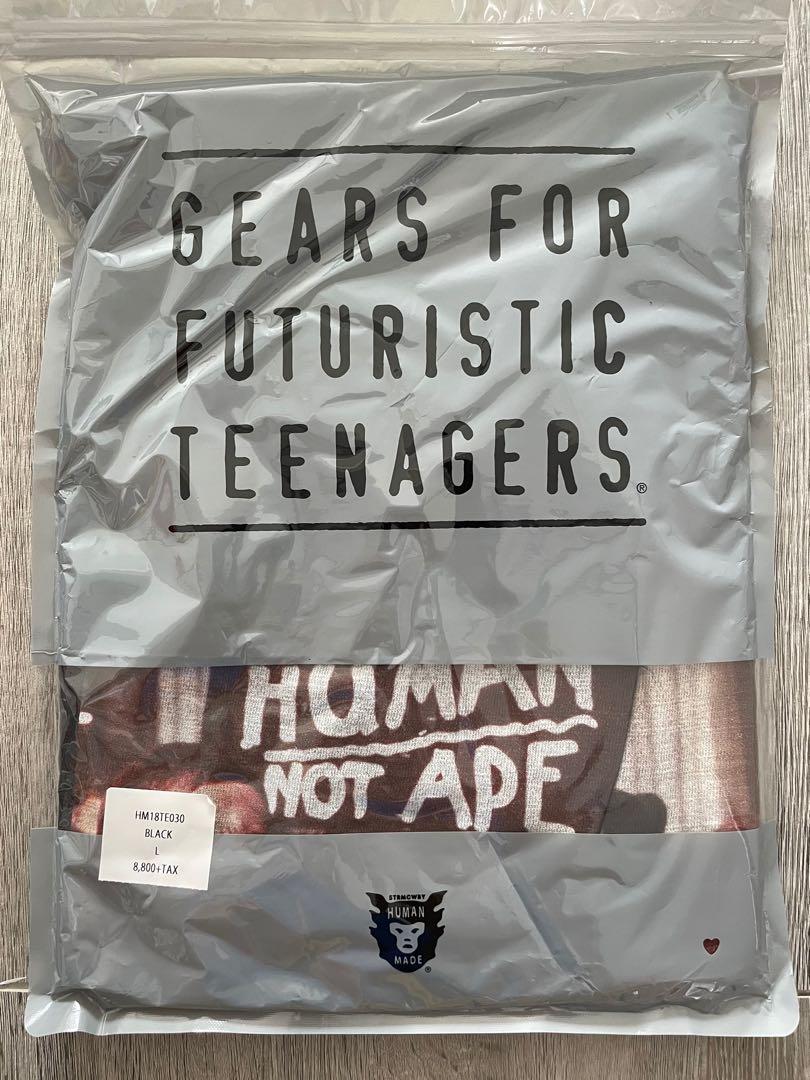 GEARS FOR
FUTURISTIC
TEENAGERS®
HUMAN
NOT APE
HM18TE030
BLACK
L
8,800+TAX
STRMCWBY
HUMAN
MADE®